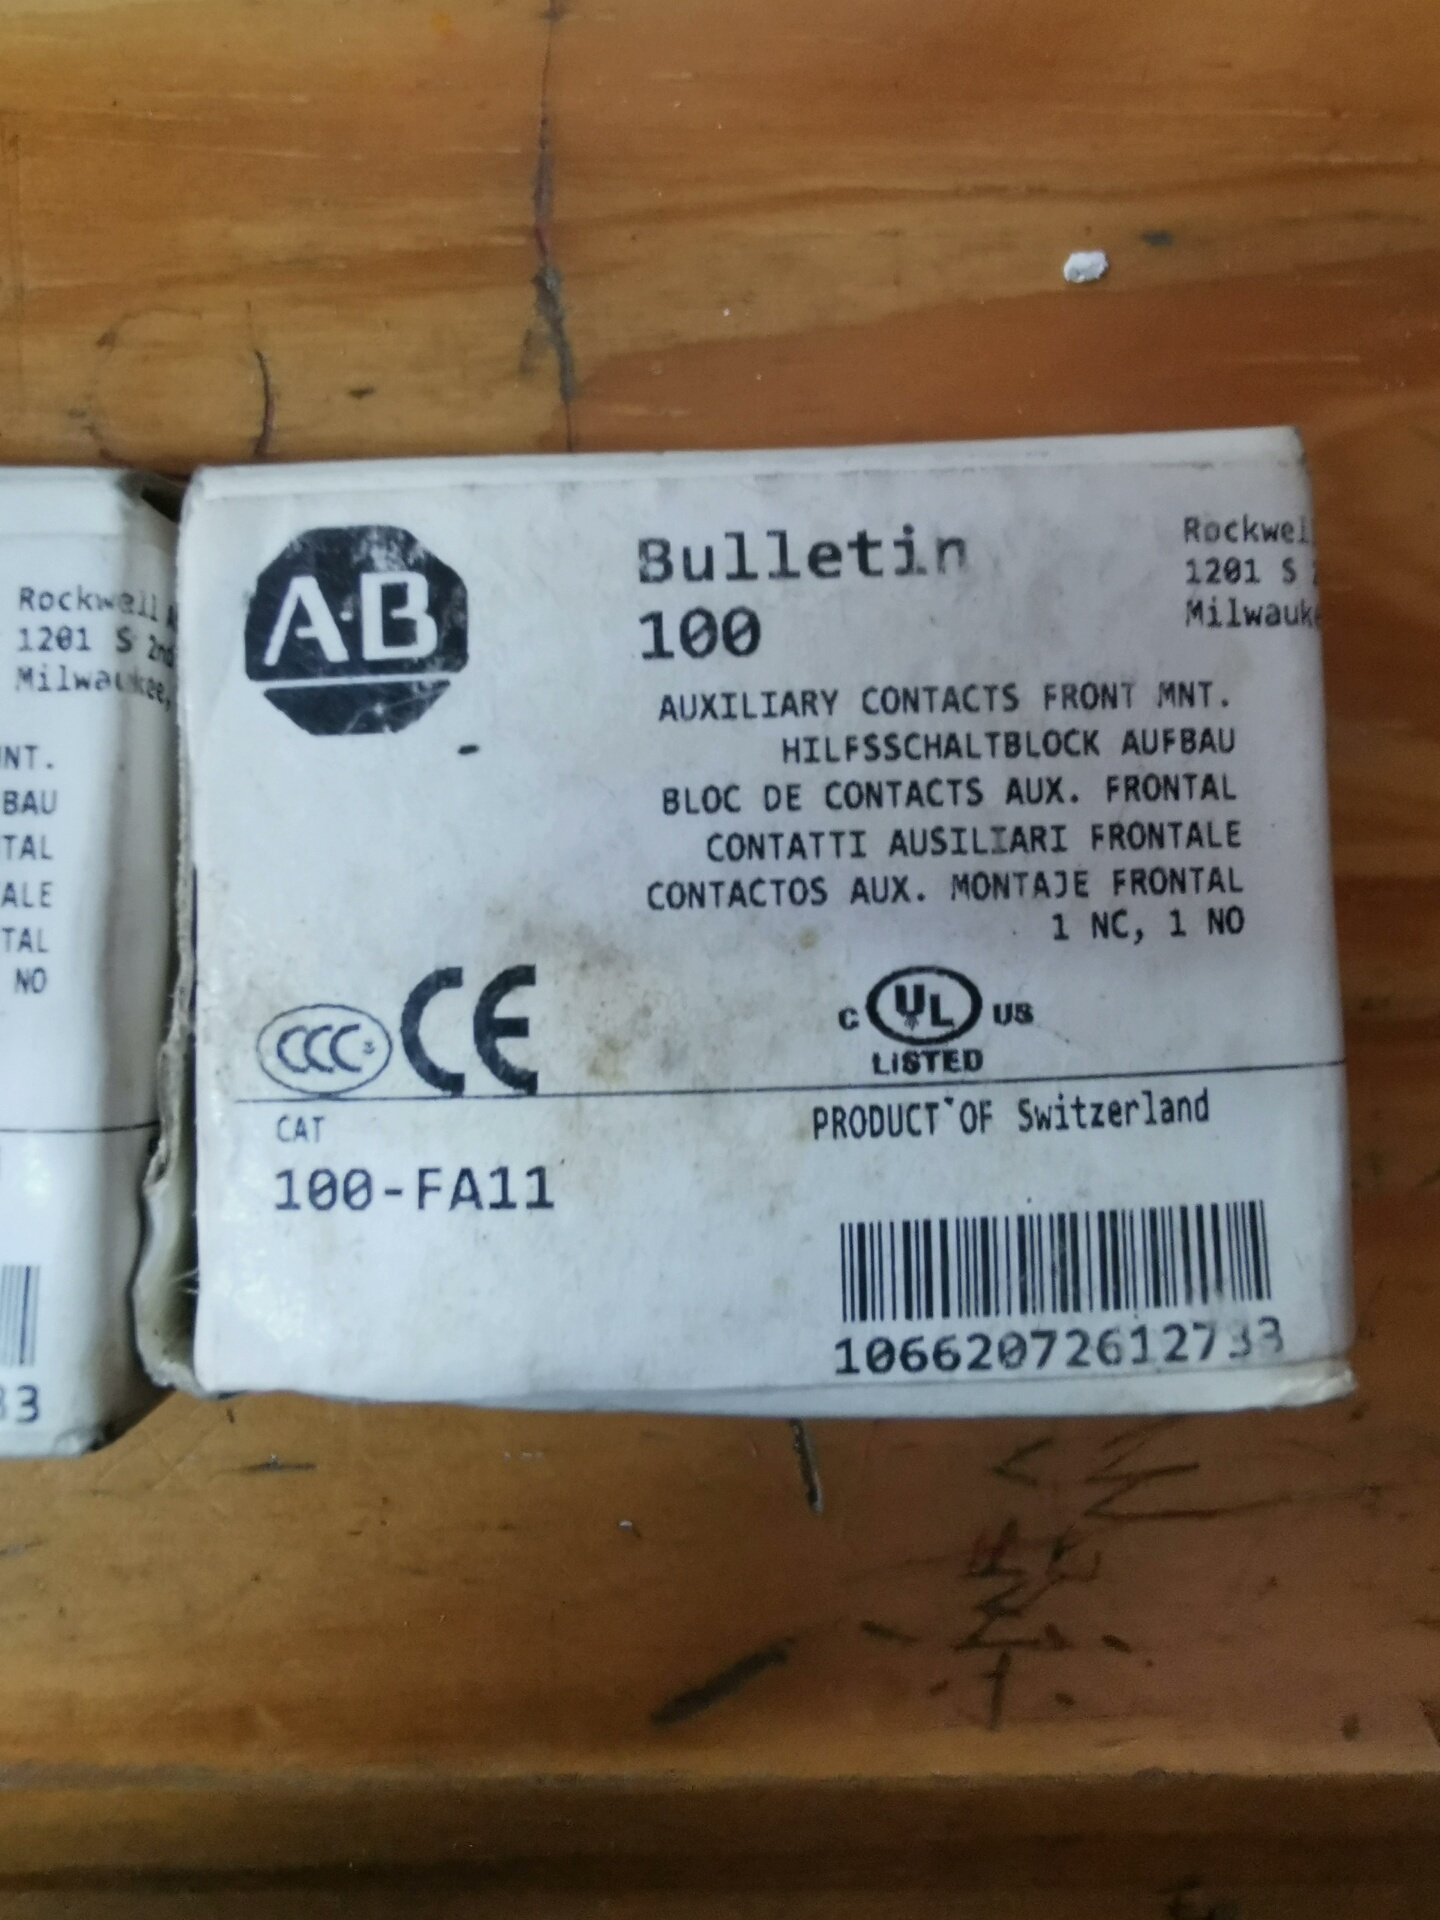 Rockwell
1201 S 2nd
Milwaukee,
NT.
BAU
TAL
ALE
TAL
NO
33
A-B
Bulletin
100
Rockwel
1201 S
Milwauke
AUXILIARY CONTACTS FRONT MNT.
HILFSSCHALTBLOCK AUFBAU
BLOC DE CONTACTS AUX. FRONTAL
CONTATTI AUSILIARI FRONTALE
CONTACTOS AUX. MONTAJE FRONTAL
1 NC, 1 NO
CCC
CE
C UL US
LISTED
CAT
PRODUCT OF Switzerland
100-FA11
10662072612733